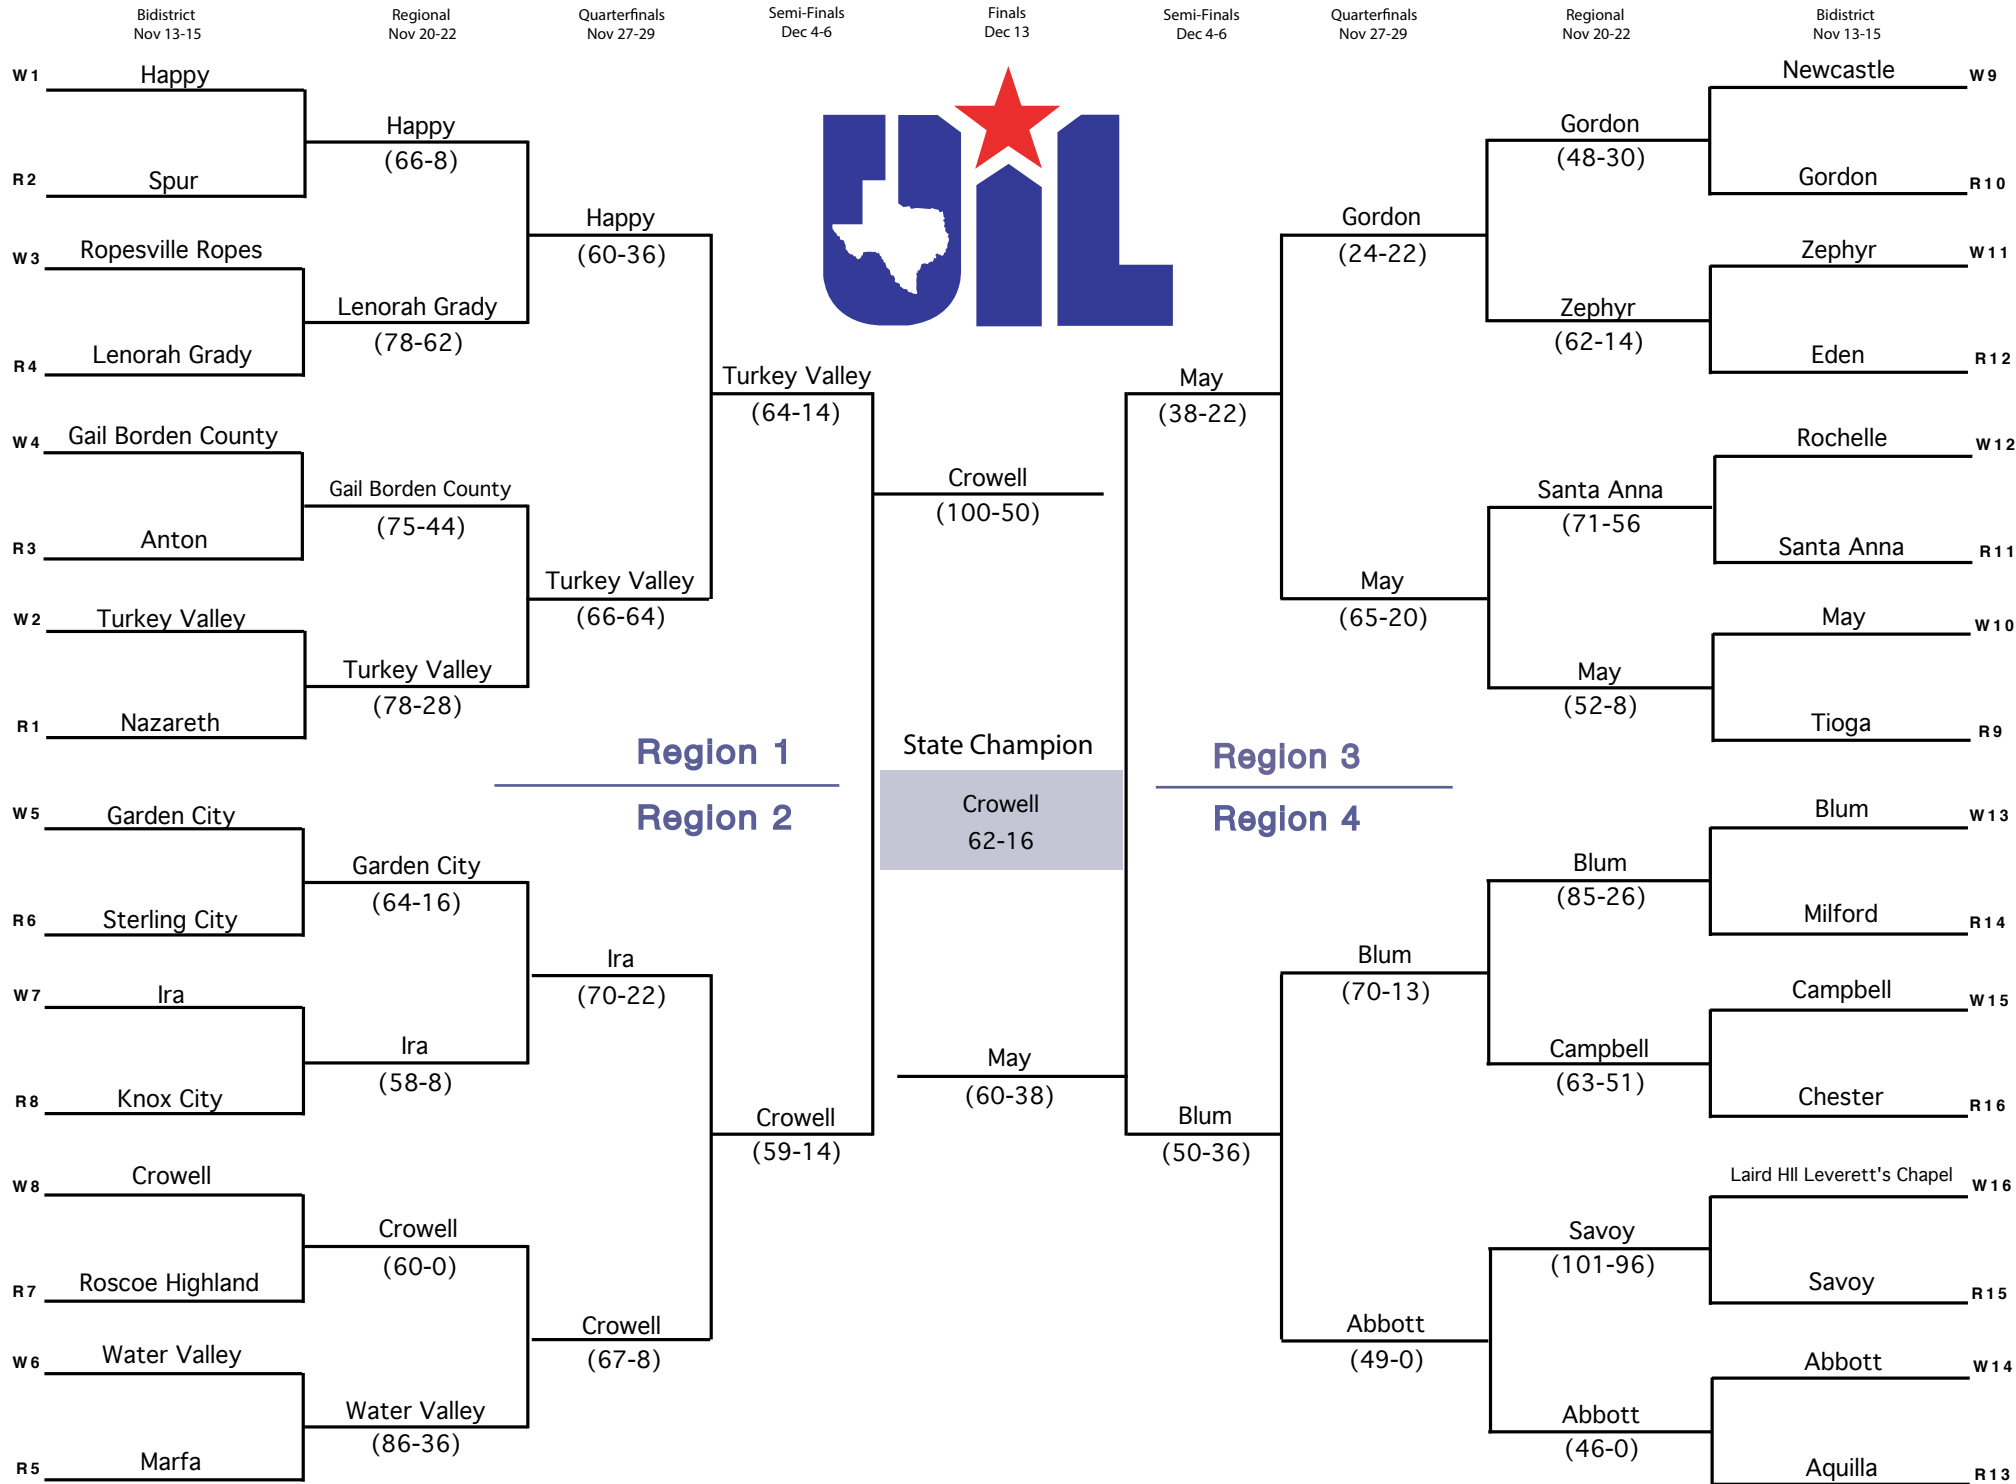 Bidistrict
Nov 13-15
Regional
Nov 20-22
Quarterfinals
Nov 27-29
Semi-Finals
Dec 4-6
Finals
Dec 13
Semi-Finals
Dec 4-6
Quarterfinals
Nov 27-29
Regional
Nov 20-22
Bidistrict
Nov 13-15
UIL
W1 Happy
R2 Spur
W3 Ropesville Ropes
R4 Lenorah Grady
W4 Gail Borden County
R3 Anton
W2 Turkey Valley
R1 Nazareth
W5 Garden City
R6 Sterling City
W7 Ira
R8 Knox City
W8 Crowell
R7 Roscoe Highland
W6 Water Valley
R5 Marfa
Happy
(66-8)
Lenorah Grady
(78-62)
Gail Borden County
(75-44)
Turkey Valley
(78-28)
Garden City
(64-16)
Ira
(58-8)
Crowell
(60-0)
Water Valley
(86-36)
Happy
(60-36)
Turkey Valley
(66-64)
Region 1
Region 2
Ira
(70-22)
Crowell
(67-8)
Turkey Valley
(64-14)
Crowell
(59-14)
Crowell
(100-50)
State Champion
Crowell
62-16
May
(60-38)
May
(38-22)
Blum
(50-36)
Gordon
(24-22)
May
(65-20)
Region 3
Region 4
Blum
(70-13)
Abbott
(49-0)
Gordon
(48-30)
Zephyr
(62-14)
Santa Anna
(71-56
May
(52-8)
Blum
(85-26)
Campbell
(63-51)
Savoy
(101-96)
Abbott
(46-0)
Newcastle W9
Gordon R10
Zephyr W11
Eden R12
Rochelle W12
Santa Anna R11
May W10
Tioga R9
Blum W13
Milford R14
Campbell W15
Chester R16
Laird HIl Leverett's Chapel W16
Savoy R15
Abbott W14
Aquilla R13